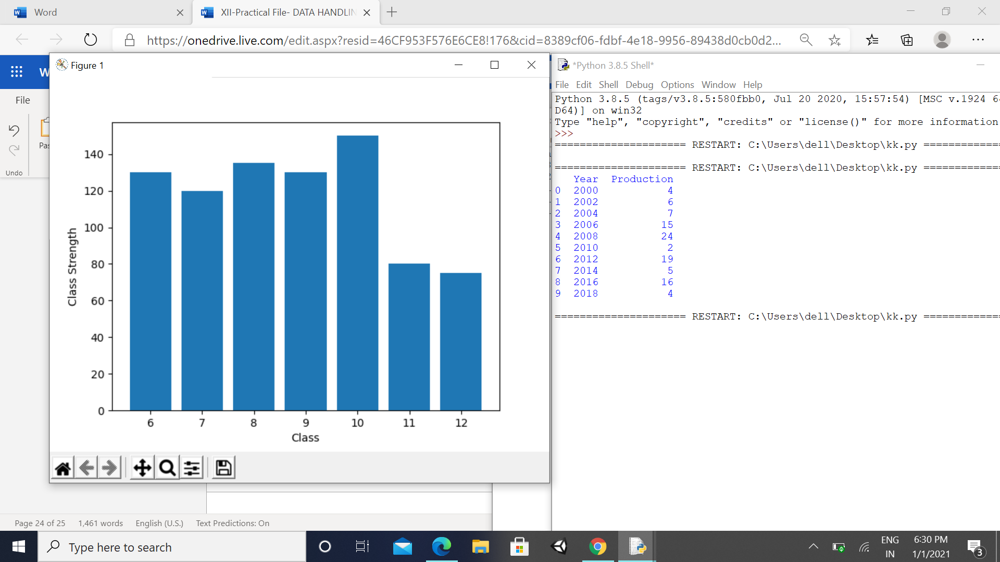 Word
XII-Practical File- DATA HANDLIN
https://onedrive.live.com/edit.aspx?resid=46CF953F576E6CE8!176&cid=8389cf06-fdbf-4e18-9956-89438d0cb0d2...
W
File
Undo
Pas
Figure 1
140
120
100
80
60
40
20
0
Class Strength
6 7 8 9 10 11 12
Class
*Python 3.8.5 Shell*
File Edit Shell Debug Options Window Help
Python 3.8.5 (tags/v3.8.5:580fbb0, Jul 20 2020, 15:57:54) [MSC v.1924 64
D64)] on win32
Type "help", "copyright", "credits" or "license()" for more information
>>>
===================== RESTART: C:\Users\dell\Desktop\kk.py =============
===================== RESTART: C:\Users\dell\Desktop\kk.py =============
Year Production
0 2000 4
1 2002 6
2 2004 7
3 2006 15
4 2008 24
5 2010 2
6 2012 19
7 2014 5
8 2016 16
9 2018 4
===================== RESTART: C:\Users\dell\Desktop\kk.py =============
Page 24 of 25 1,461 words English (U.S.) Text Predictions: On
Type here to search
ENG
IN
6:30 PM
1/1/2021
3